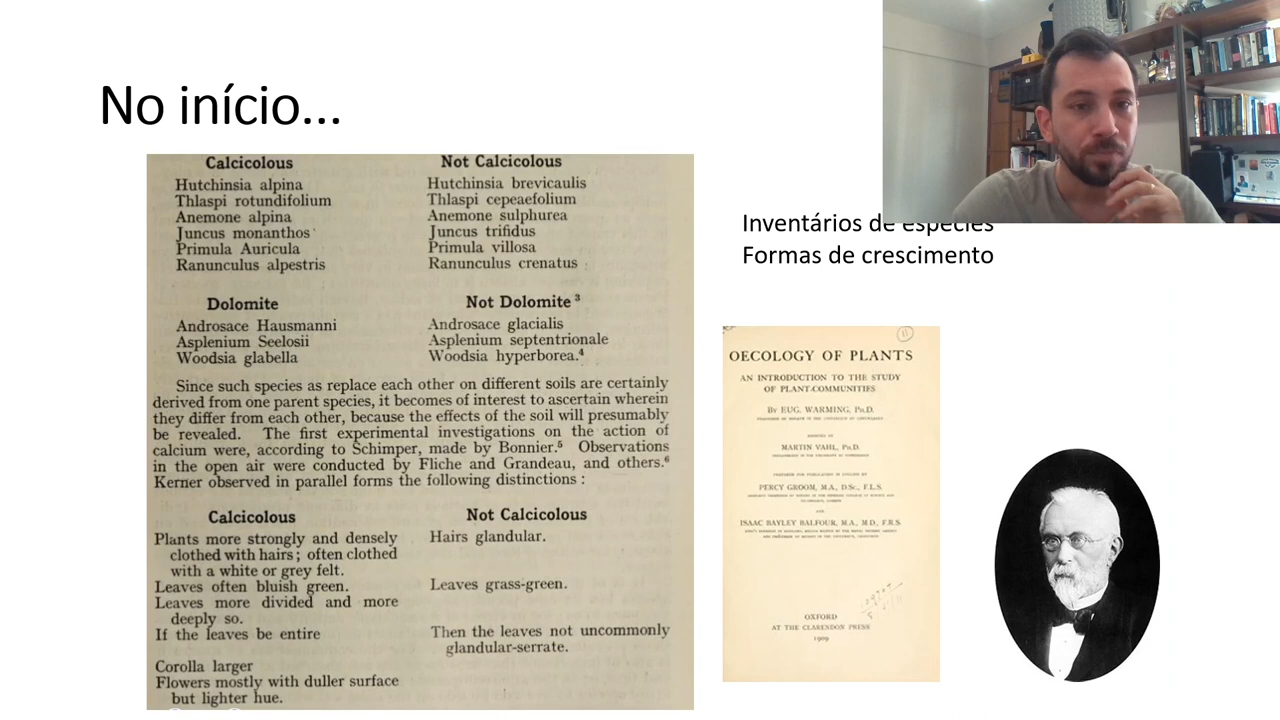 No início...
Calcicolous Not Calcicolous
Hutchinsia alpina Hutchinsia brevicaulis
Thlaspi rotundifolium Thlaspi cepeaefolium
Anemone alpina Anemone sulphurea
Juncus monanthos Juncus trifidus
Primula Auricula Primula villosa
Ranunculus alpestris Ranunculus crenatus
Dolomite Not Dolomite ³
Androsace Hausmanni Androsace glacialis
Asplenium Seelosii Asplenium septentrionale
Woodsia glabella Woodsia hyperborea.⁴
Since such species as replace each other on different soils are certainly
derived from one parent species, it becomes of interest to ascertain wherein
they differ from each other, because the effects of the soil will presumably
be revealed. The first experimental investigations on the action of
calcium were, according to Schimper, made by Bonnier.⁵ Observations
in the open air were conducted by Fliche and Grandeau, and others.⁶
Kerner observed in parallel forms the following distinctions :
Calcicolous Not Calcicolous
Plants more strongly and densely Hairs glandular.
clothed with hairs ; often clothed
with a white or grey felt.
Leaves often bluish green. Leaves grass-green.
Leaves more divided and more
deeply so.
If the leaves be entire Then the leaves not uncommonly
glandular-serrate.
Corolla larger
Flowers mostly with duller surface
but lighter hue.
Inventários de espécies
Formas de crescimento
OECOLOGY OF PLANTS
AN INTRODUCTION TO THE STUDY
OF PLANT-COMMUNITIES
BY EUG. WARMING, PH.D.
MARTIN VAHL, PH.D.
PERCY GROOM, M.A., D.SC., F.L.S.
AND
ISAAC BAYLEY BALFOUR, M.A., M.D., F.R.S.
OXFORD
AT THE CLARENDON PRESS
1909